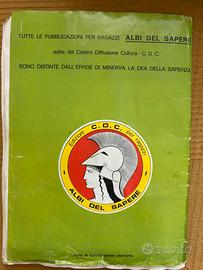 TUTTE LE PUBBLICAZIONI PER RAGAZZI ALBI DEL SAPERE
edite dal Centro Diffusione Cultura - C. D. C.
SONO DISTINTE DALL'EFFIGE DI MINERVA, LA DEA DELLA SAPIENZA
Edizioni C.D.C. per ragazzi
ALBI DEL SAPERE
subito